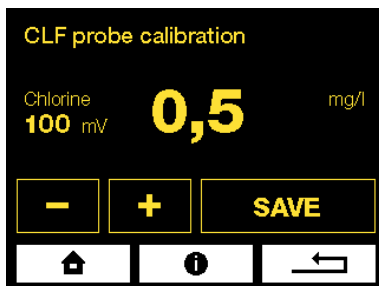 CLF probe calibration
Chlorine
100 mV
0,5
mg/l
− + SAVE